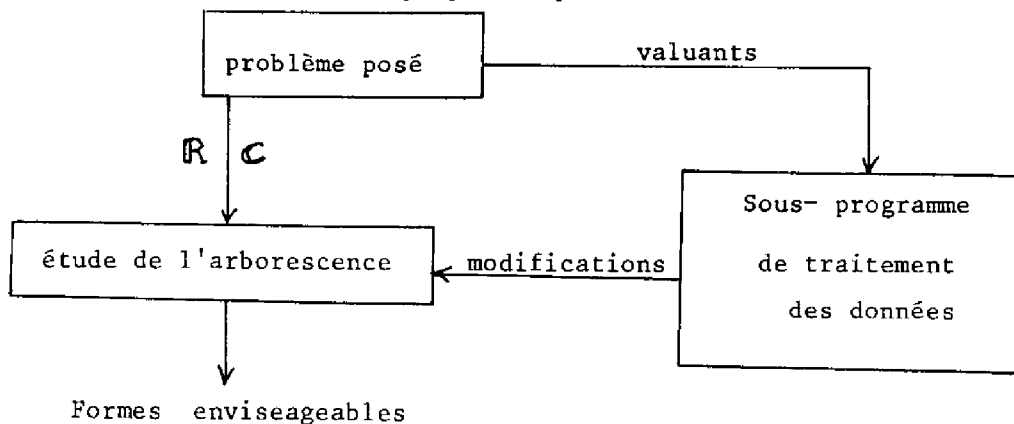 problème posé
valuants
ℝ ℂ
Sous- programme
de traitement
des données
étude de l'arborescence
modifications
Formes enviseageables